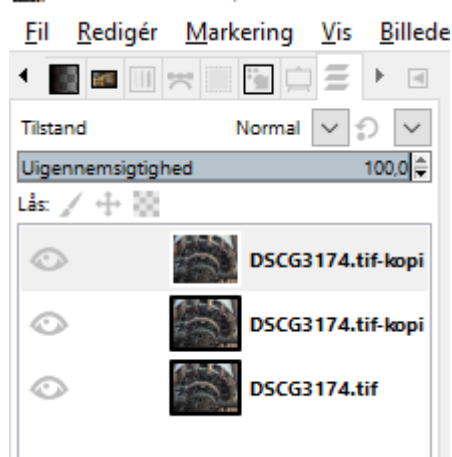 Fil Redigér Markering Vis Billede
Tilstand Normal
Uigennemsigtighed 100,0
Lås:
DSCG3174.tif-kopi
DSCG3174.tif-kopi
DSCG3174.tif